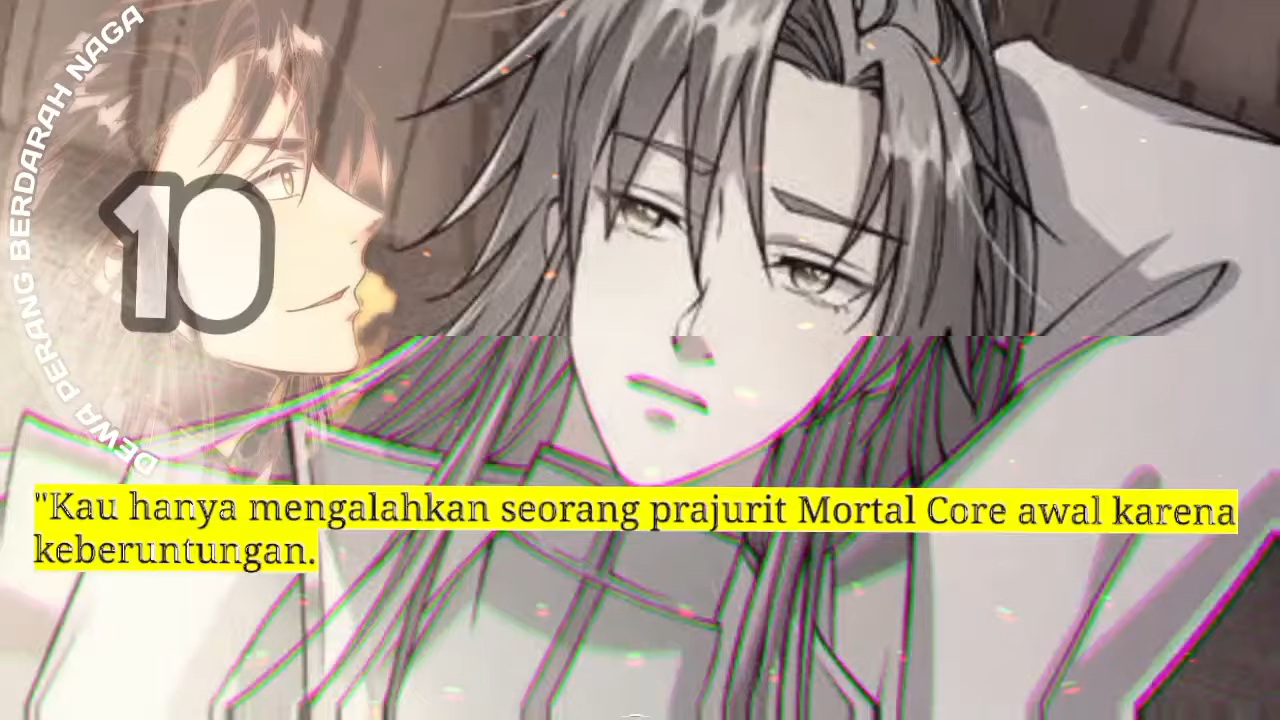 DEWA PERANG BERDARAH NAGA
10
"Kau hanya mengalahkan seorang prajurit Mortal Core awal karena
keberuntungan.